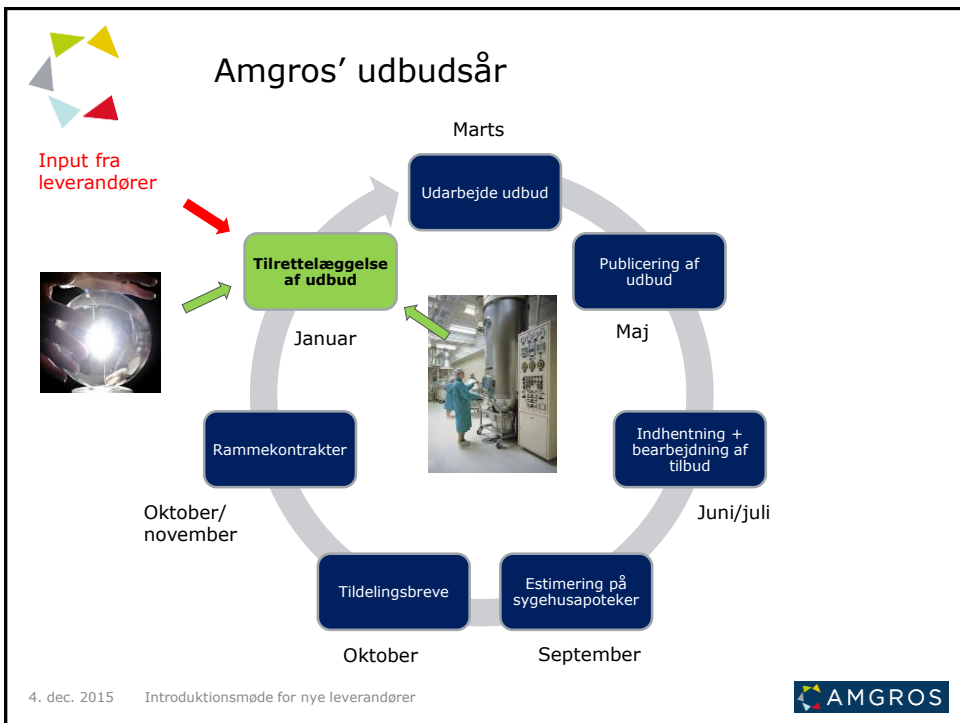 Amgros’ udbudsår
Input fra
leverandører
Marts
Udarbejde udbud
Publicering af
udbud
Maj
Indhentning +
bearbejdning af
tilbud
Juni/juli
Estimering på
sygehusapoteker
September
Tildelingsbreve
Oktober
Rammekontrakter
Oktober/
november
Tilrettelæggelse
af udbud
Januar
4. dec. 2015
Introduktionsmøde for nye leverandører
AMGROS